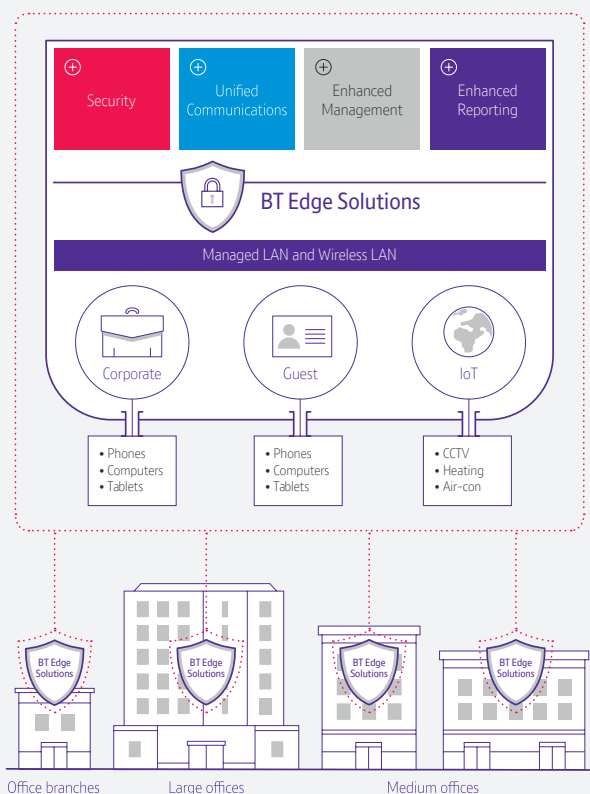 Security
Unified
Communications
Enhanced
Management
Enhanced
Reporting
BT Edge Solutions
Managed LAN and Wireless LAN
Corporate
Guest
IoT
• Phones
• Computers
• Tablets
• Phones
• Computers
• Tablets
• CCTV
• Heating
• Air-con
BT Edge
Solutions
BT Edge
Solutions
BT Edge
Solutions
BT Edge
Solutions
Office branches
Large offices
Medium offices